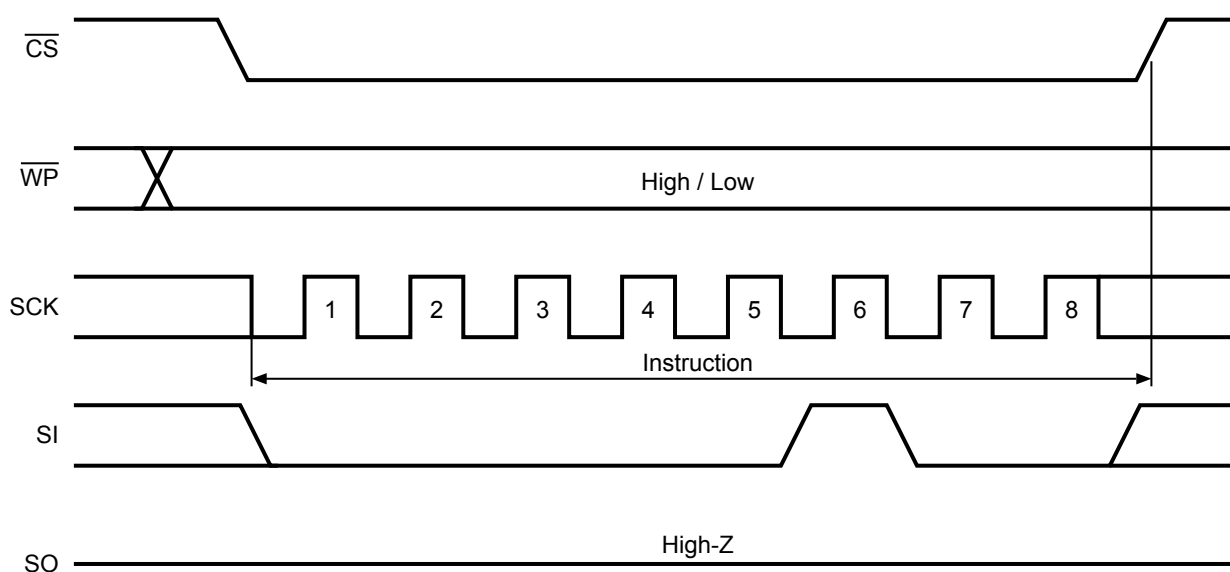 CS
WP
High / Low
SCK
1 2 3 4 5 6 7 8
Instruction
SI
High-Z
SO